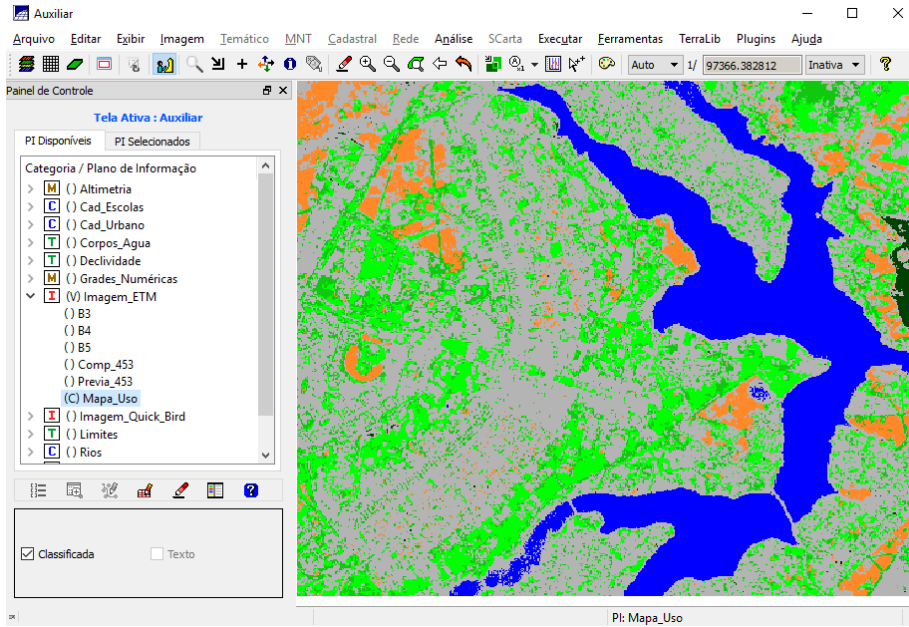 Auxiliar
Arquivo Editar Exibir Imagem Temático MNT Cadastral Rede Análise SCarta Executar Ferramentas TerraLib Plugins Ajuda
Auto 1/ 97366.382812 Inativa
Painel de Controle
Tela Ativa : Auxiliar
PI Disponíveis PI Selecionados
Categoria / Plano de Informação
M () Altimetria
C () Cad_Escolas
C () Cad_Urbano
T () Corpos_Agua
T () Declividade
M () Grades_Numéricas
I (V) Imagem_ETM
() B3
() B4
() B5
() Comp_453
() Previa_453
(C) Mapa_Uso
I () Imagem_Quick_Bird
T () Limites
C () Rios
Classificada Texto
PI: Mapa_Uso